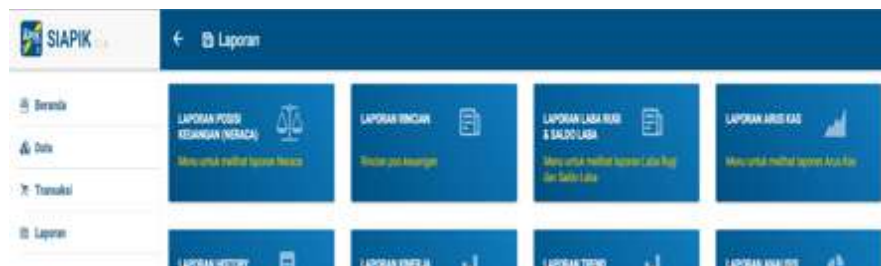 SIAPIK
Laporan
Beranda
Data
Transaksi
Laporan
LAPORAN POSISI
KEUANGAN (NERACA)
Menu untuk melihat laporan Neraca
LAPORAN RINCIAN
Rincian pos keuangan
LAPORAN LABA RUGI
& SALDO LABA
Menu untuk melihat laporan Laba Rugi
dan Saldo Laba
LAPORAN ARUS KAS
Menu untuk melihat laporan Arus Kas
LAPORAN HISTORY
LAPORAN KINERJA
LAPORAN TREND
LAPORAN ANALISIS